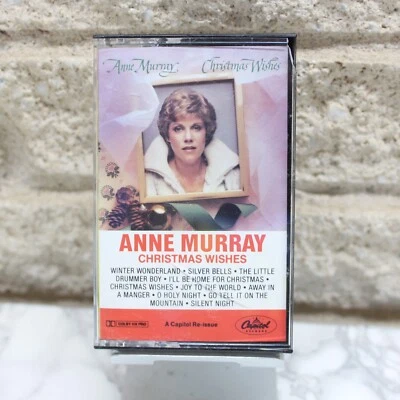 Anne Murray Christmas Wishes
ANNE MURRAY
CHRISTMAS WISHES
WINTER WONDERLAND • SILVER BELLS • THE LITTLE
DRUMMER BOY • I'LL BE HOME FOR CHRISTMAS •
CHRISTMAS WISHES • JOY TO THE WORLD • AWAY IN
A MANGER • O HOLY NIGHT • GO TELL IT ON THE
MOUNTAIN • SILENT NIGHT
A Capitol Re-issue
Capitol